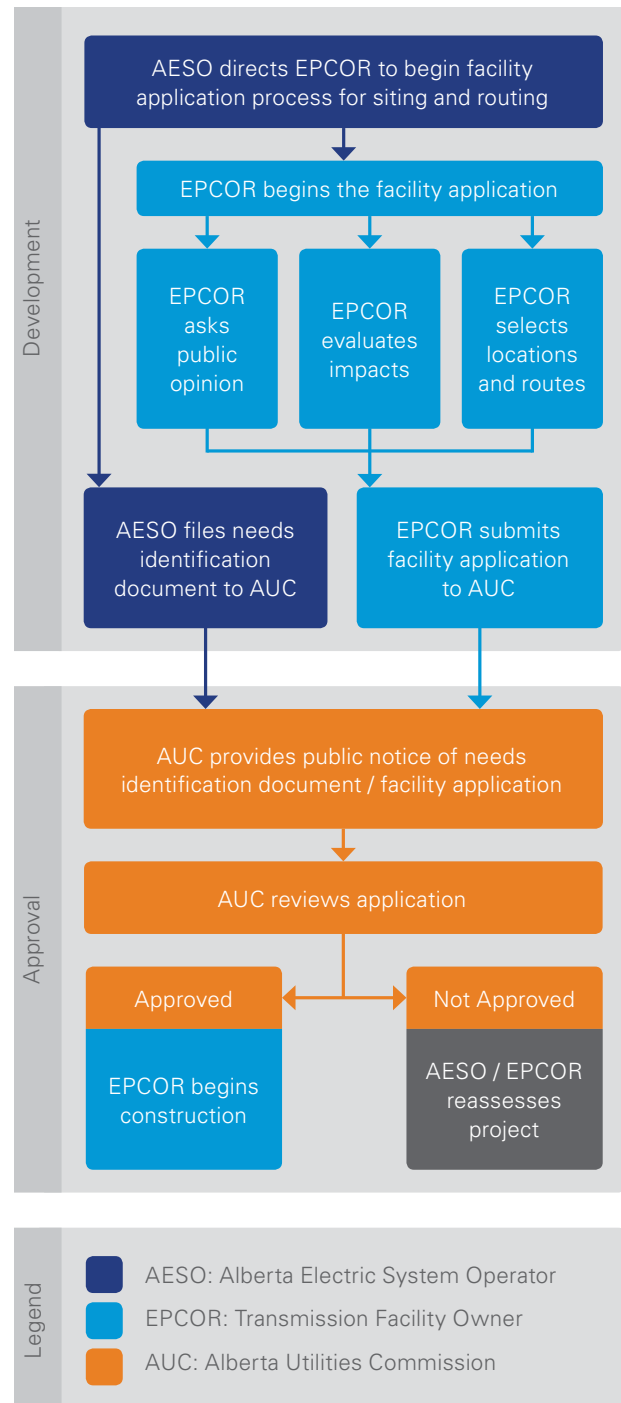 Development
AESO directs EPCOR to begin facility
application process for siting and routing
EPCOR begins the facility application
EPCOR
asks
public
opinion
EPCOR
evaluates
impacts
EPCOR
selects
locations
and routes
AESO files needs
identification
document to AUC
EPCOR submits
facility application
to AUC
Approval
AUC provides public notice of needs
identification document / facility application
AUC reviews application
Approved
EPCOR begins
construction
Not Approved
AESO / EPCOR
reassesses
project
Legend
AESO: Alberta Electric System Operator
EPCOR: Transmission Facility Owner
AUC: Alberta Utilities Commission